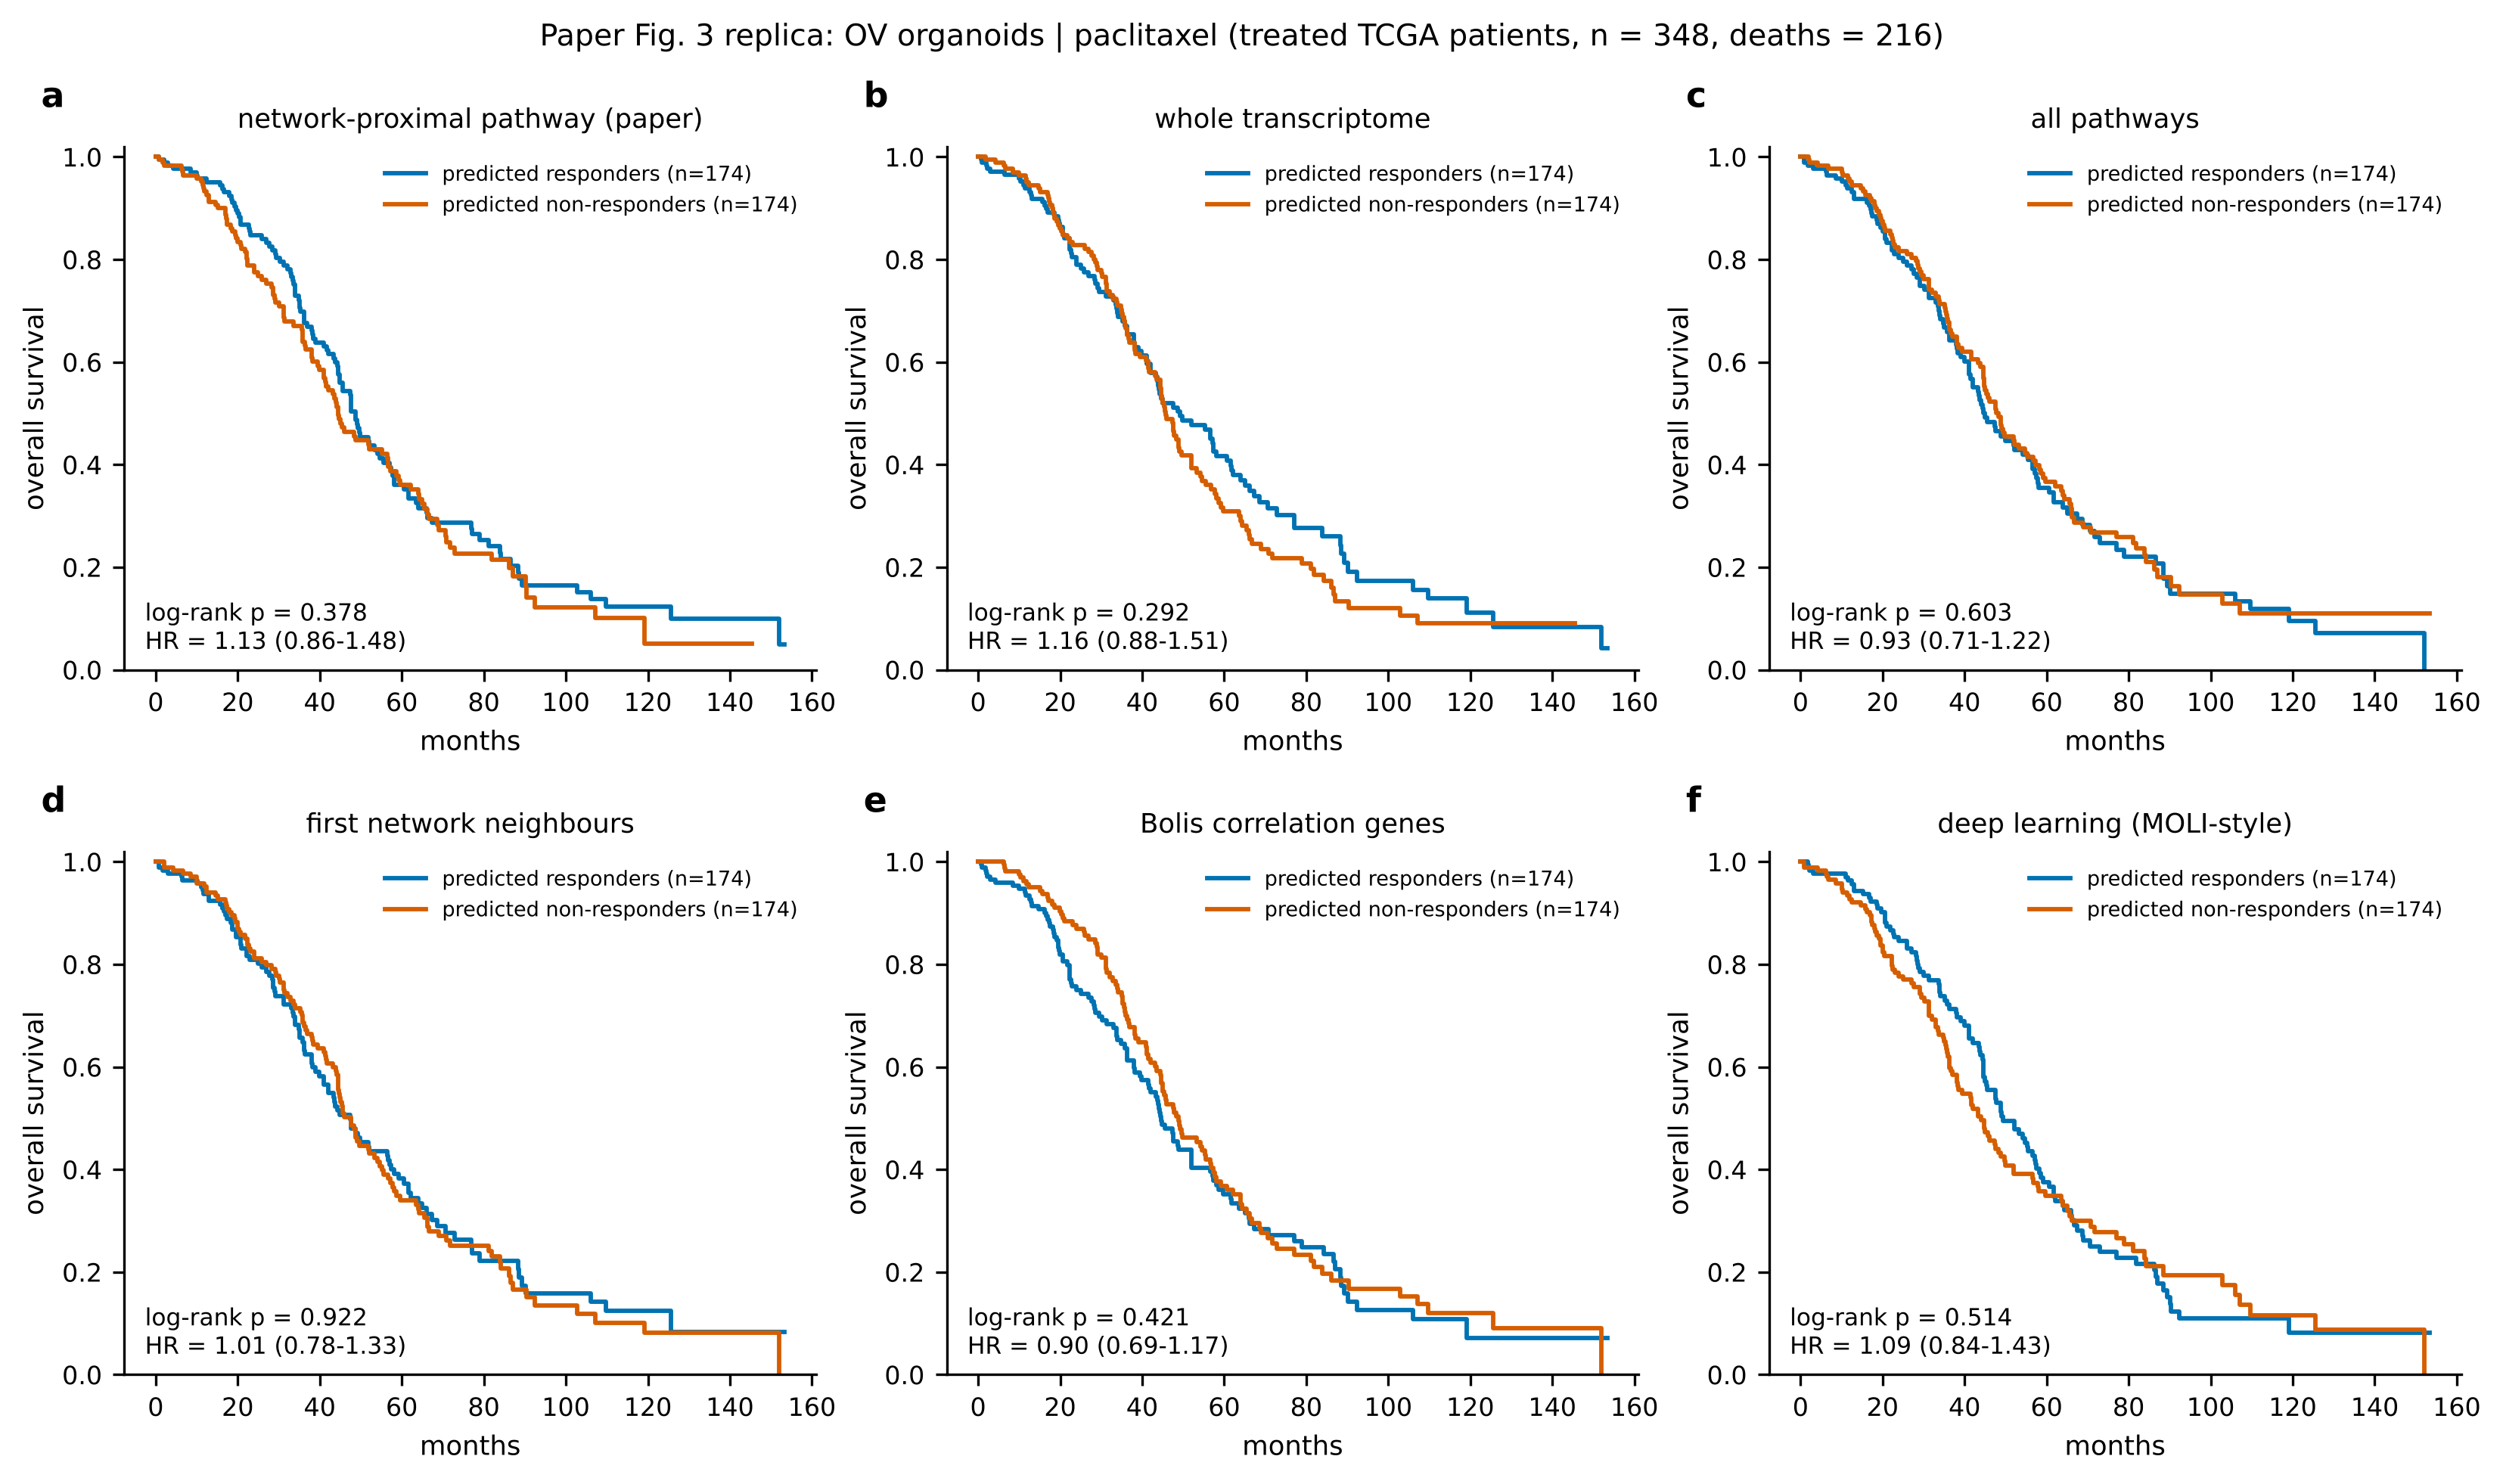 Paper Fig. 3 replica: OV organoids | paclitaxel (treated TCGA patients, n = 348, deaths = 216)
a
network-proximal pathway (paper)
overall survival
1.0
0.8
0.6
0.4
0.2
0.0
predicted responders (n=174)
predicted non-responders (n=174)
log-rank p = 0.378
HR = 1.13 (0.86-1.48)
0 20 40 60 80 100 120 140 160
months
b
whole transcriptome
overall survival
1.0
0.8
0.6
0.4
0.2
0.0
predicted responders (n=174)
predicted non-responders (n=174)
log-rank p = 0.292
HR = 1.16 (0.88-1.51)
0 20 40 60 80 100 120 140 160
months
c
all pathways
overall survival
1.0
0.8
0.6
0.4
0.2
0.0
predicted responders (n=174)
predicted non-responders (n=174)
log-rank p = 0.603
HR = 0.93 (0.71-1.22)
0 20 40 60 80 100 120 140 160
months
d
first network neighbours
overall survival
1.0
0.8
0.6
0.4
0.2
0.0
predicted responders (n=174)
predicted non-responders (n=174)
log-rank p = 0.922
HR = 1.01 (0.78-1.33)
0 20 40 60 80 100 120 140 160
months
e
Bolis correlation genes
overall survival
1.0
0.8
0.6
0.4
0.2
0.0
predicted responders (n=174)
predicted non-responders (n=174)
log-rank p = 0.421
HR = 0.90 (0.69-1.17)
0 20 40 60 80 100 120 140 160
months
f
deep learning (MOLI-style)
overall survival
1.0
0.8
0.6
0.4
0.2
0.0
predicted responders (n=174)
predicted non-responders (n=174)
log-rank p = 0.514
HR = 1.09 (0.84-1.43)
0 20 40 60 80 100 120 140 160
months